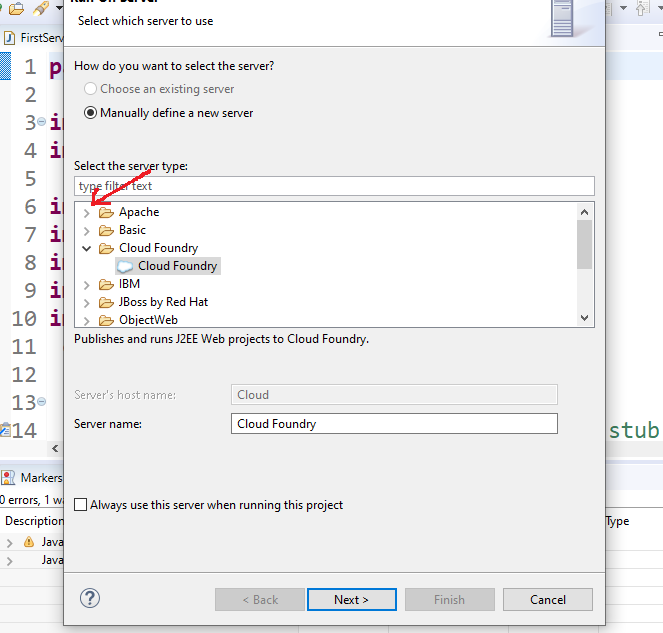 Run On Server
Select which server to use
FirstServ
How do you want to select the server?
Choose an existing server
Manually define a new server
Select the server type:
type filter text
Apache
Basic
Cloud Foundry
Cloud Foundry
IBM
JBoss by Red Hat
ObjectWeb
Publishes and runs J2EE Web projects to Cloud Foundry.
Server's host name: Cloud
Server name: Cloud Foundry
Always use this server when running this project
< Back Next > Finish Cancel
1 p
2
3 i
4 i
5
6 i
7 i
8 i
9 i
10 i
11
12
13
14 stub
Markers
0 errors, 1 wa
Description Type
Java
Java